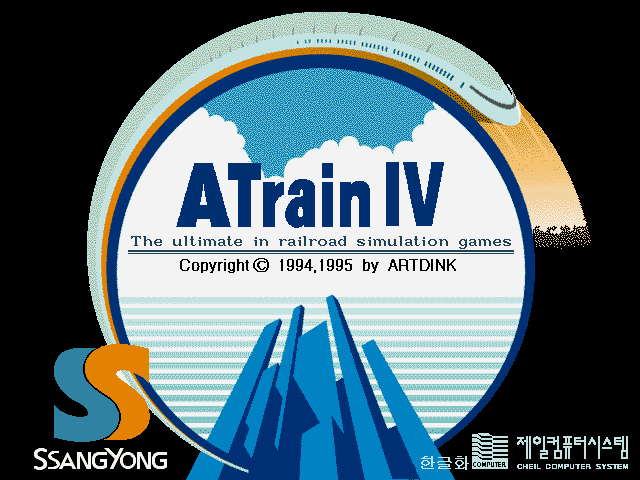 ATrain IV
The ultimate in railroad simulation games
Copyright © 1994,1995 by ARTDINK
SS
SSANGYONG
한글화
COMPUTER
제일컴퓨터시스템
CHEIL COMPUTER SYSTEM